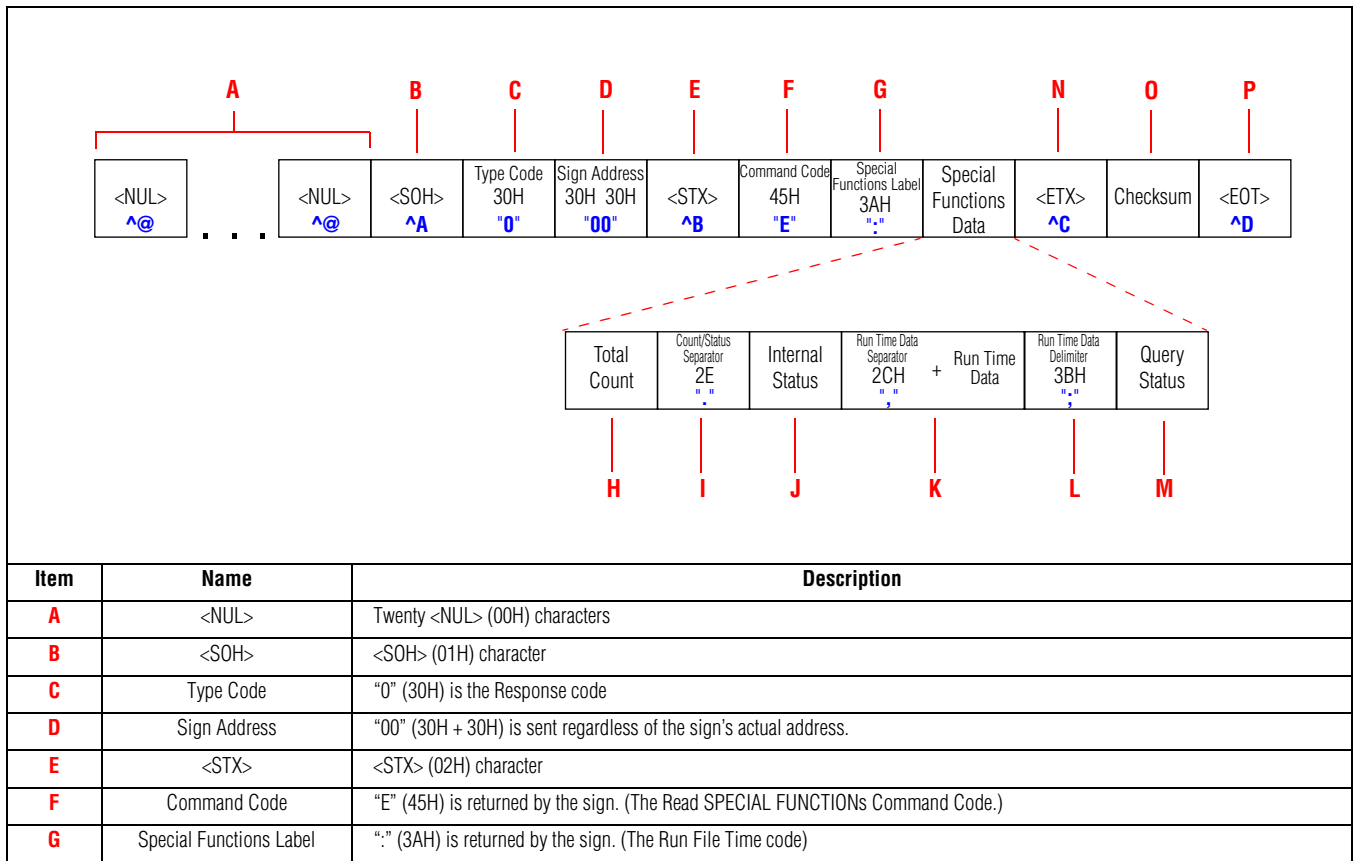 A B C D E F G N O P
<NUL> ^@ . . . <NUL> ^@
<SOH> ^A
Type Code 30H "0"
Sign Address 30H 30H "00"
<STX> ^B
Command Code 45H "E"
Special Functions Label 3AH ":"
Special Functions Data
<ETX> ^C
Checksum
<EOT> ^D
Total Count
Count/Status Separator 2E "."
Internal Status
Run Time Data Separator 2CH "," + Run Time Data
Run Time Data Delimiter 3BH ";"
Query Status
H I J K L M
Item Name Description
A <NUL> Twenty <NUL> (00H) characters
B <SOH> <SOH> (01H) character
C Type Code “0” (30H) is the Response code
D Sign Address “00” (30H + 30H) is sent regardless of the sign’s actual address.
E <STX> <STX> (02H) character
F Command Code “E” (45H) is returned by the sign. (The Read SPECIAL FUNCTIONs Command Code.)
G Special Functions Label ":" (3AH) is returned by the sign. (The Run File Time code)